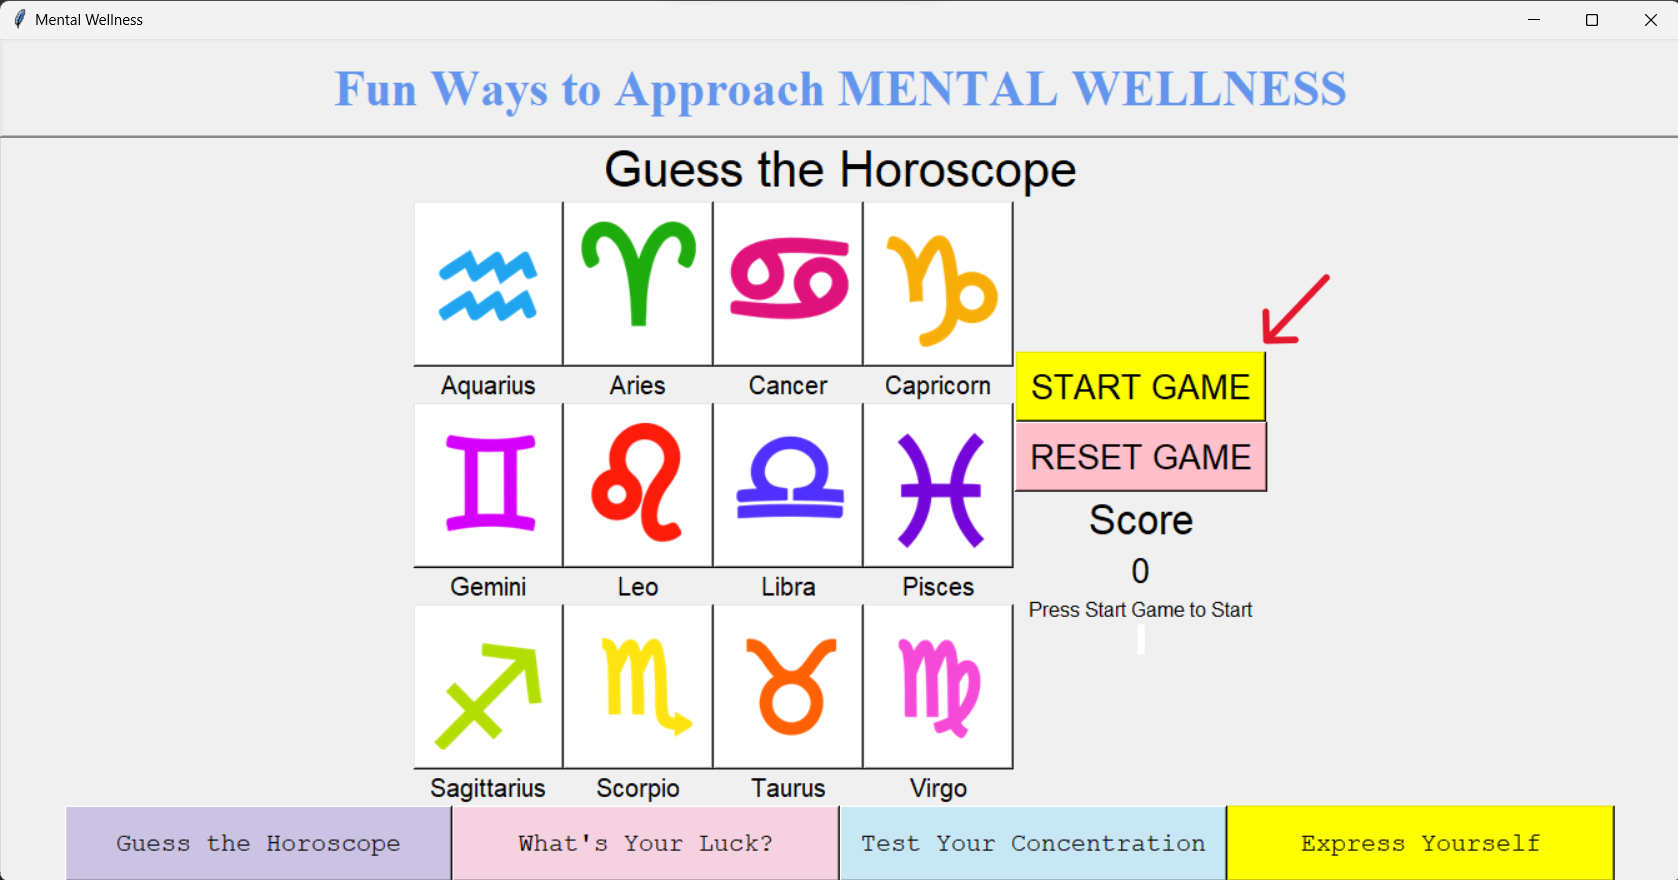 Mental Wellness
Fun Ways to Approach MENTAL WELLNESS
Guess the Horoscope
Aquarius Aries Cancer Capricorn
START GAME
RESET GAME
Score
0
Gemini Leo Libra Pisces
Press Start Game to Start
Sagittarius Scorpio Taurus Virgo
Guess the Horoscope What's Your Luck? Test Your Concentration Express Yourself